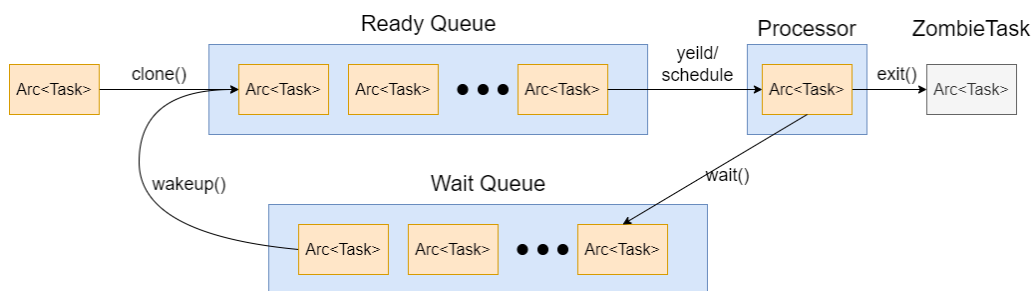 Ready Queue
Processor
ZombieTask
Arc<Task>
clone()
Arc<Task>
Arc<Task>
Arc<Task>
yeild/
schedule
Arc<Task>
exit()
Arc<Task>
wakeup()
Wait Queue
wait()
Arc<Task>
Arc<Task>
Arc<Task>